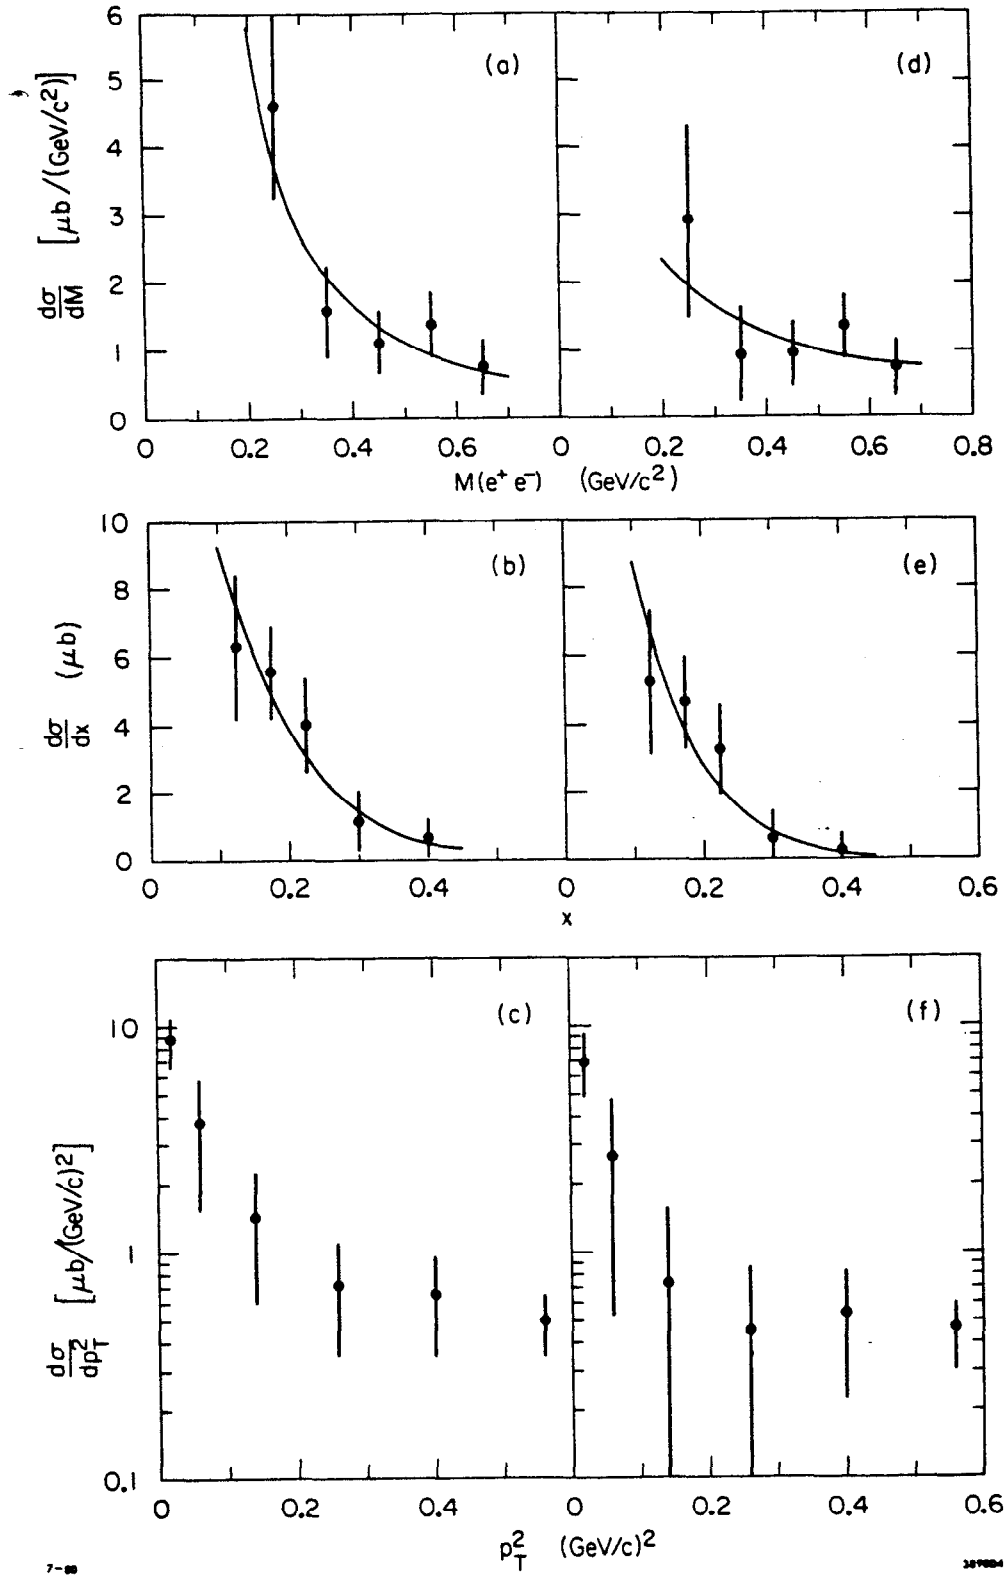 6
5
4
3
2
1
0
dσ/dM [μb/(GeV/c²)]
(a)
(d)
0 0.2 0.4 0.6 0 0.2 0.4 0.6 0.8
M(e⁺ e⁻) (GeV/c²)
10
8
6
4
2
0
dσ/dx (μb)
(b)
(e)
0 0.2 0.4 0 0.2 0.4 0.6
x
10
1
0.1
dσ/dp_T² [μb/(GeV/c)²]
(c)
(f)
0 0.2 0.4 0 0.2 0.4 0.6
p_T² (GeV/c)²
7-80